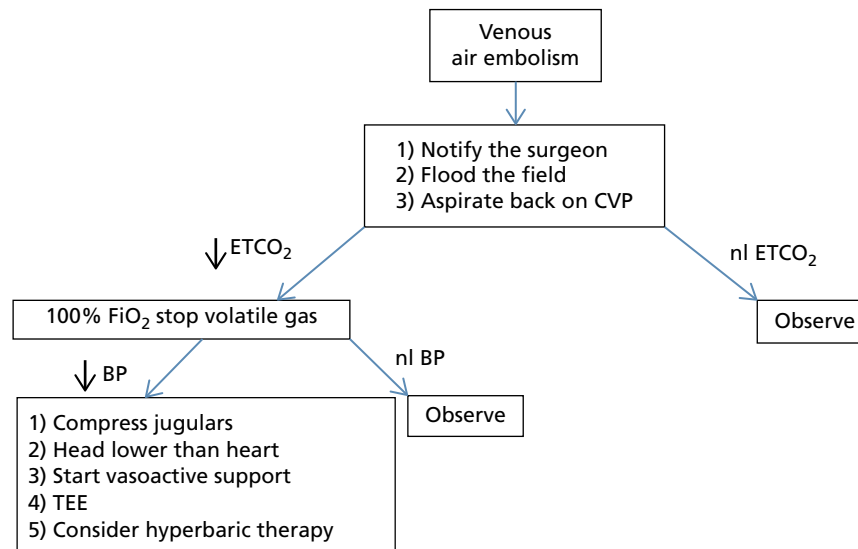 Venous
air embolism
1) Notify the surgeon
2) Flood the field
3) Aspirate back on CVP
↓ ETCO₂
nl ETCO₂
100% FiO₂ stop volatile gas
Observe
↓ BP
nl BP
1) Compress jugulars
2) Head lower than heart
3) Start vasoactive support
4) TEE
5) Consider hyperbaric therapy
Observe